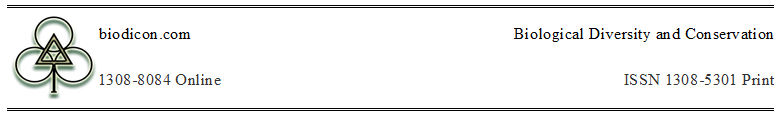 biodicon.com Biological Diversity and Conservation
1308-8084 Online ISSN 1308-5301 Print